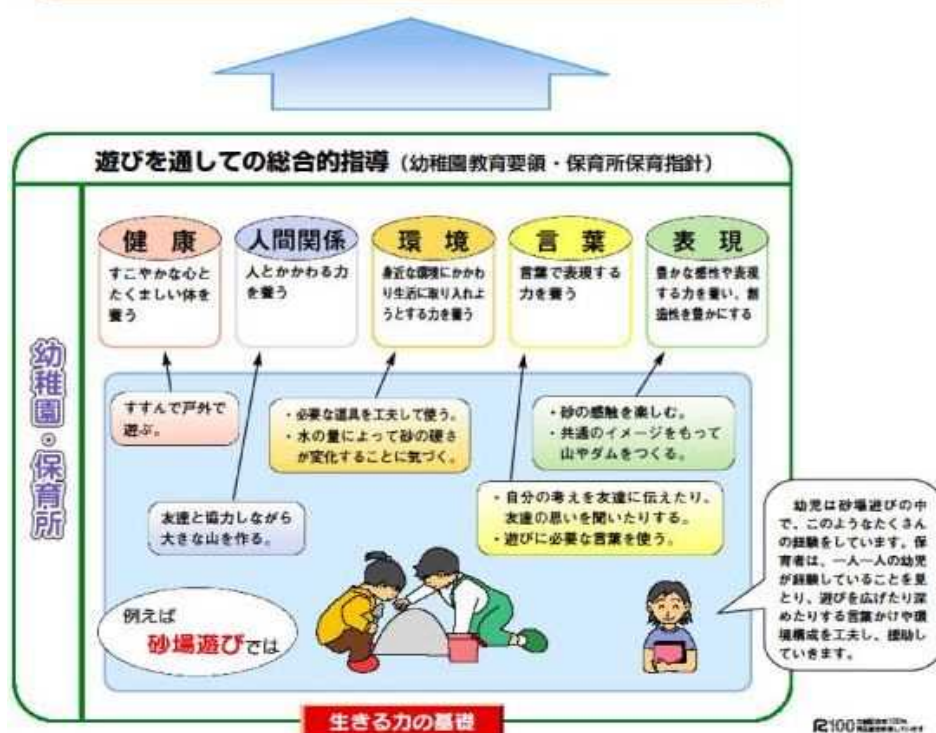 遊びを通しての総合的指導（幼稚園教育要領・保育所保育指針）
幼稚園・保育所
健康
すこやかな心と
たくましい体を
養う
人間関係
人とかかわる力
を養う
環境
身近な環境にかかわ
り生活に取り入れよ
うとする力を養う
言葉
言葉で表現する
力を養う
表現
豊かな感性や表現
する力を養い、創
造性を豊かにする
すすんで戸外で
遊ぶ。
・必要な道具を工夫して使う。
・水の量によって砂の硬さ
が変化することに気づく。
・砂の感触を楽しむ。
・共通のイメージをもって
山やダムをつくる。
友達と協力しながら
大きな山を作る。
・自分の考えを友達に伝えたり、
友達の思いを聞いたりする。
・遊びに必要な言葉を使う。
幼児は砂場遊びの中
で、このようなたくさん
の経験をしています。保
育者は、一人一人の幼児
が経験していることを見
とり、遊びを広げたり深
めたりする言葉かけや環
境構成を工夫し、援助し
ていきます。
例えば
砂場遊びでは
生きる力の基礎
R100